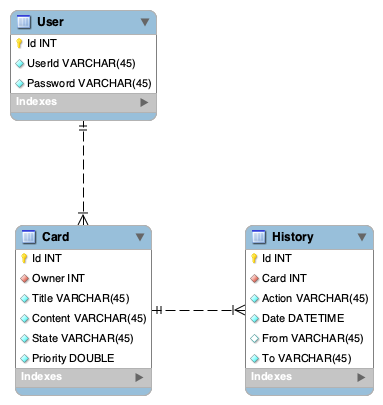 User
Id INT
UserId VARCHAR(45)
Password VARCHAR(45)
Indexes
Card
Id INT
Owner INT
Title VARCHAR(45)
Content VARCHAR(45)
State VARCHAR(45)
Priority DOUBLE
Indexes
History
Id INT
Card INT
Action VARCHAR(45)
Date DATETIME
From VARCHAR(45)
To VARCHAR(45)
Indexes